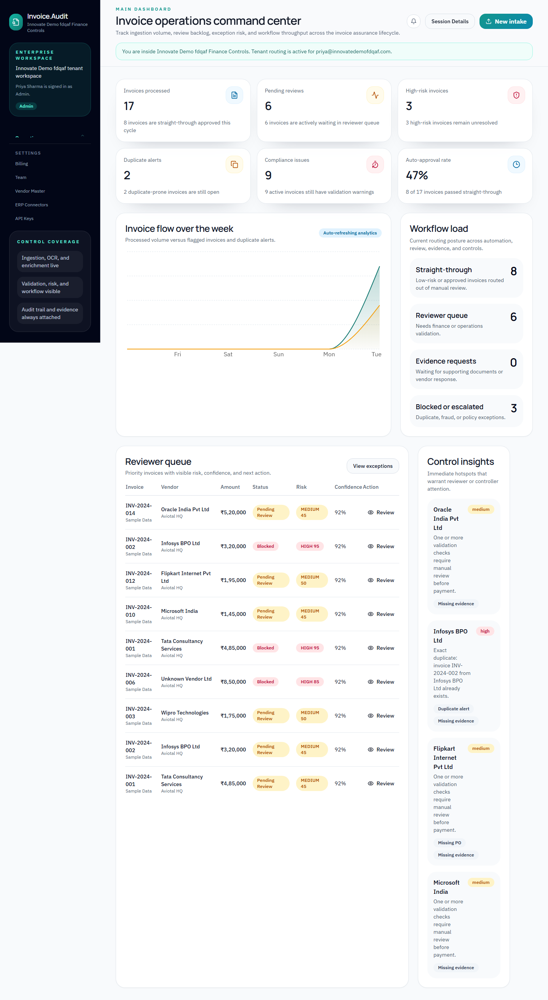 Invoice.Audit
Innovate Demo fdqaf Finance
Controls
ENTERPRISE
WORKSPACE
Innovate Demo fdqaf tenant
workspace
Priya Sharma is signed in as
Admin.
Admin
SETTINGS
Billing
Team
Vendor Master
ERP Connectors
API Keys
CONTROL COVERAGE
Ingestion, OCR, and
enrichment live
Validation, risk, and
workflow visible
Audit trail and evidence
always attached
MAIN DASHBOARD
Invoice operations command center
Track ingestion volume, review backlog, exception risk, and workflow throughput across the invoice assurance lifecycle.
Session Details
New intake
You are inside Innovate Demo fdqaf Finance Controls. Tenant routing is active for priya@innovatedemofdqaf.com.
Invoices processed
17
8 invoices are straight-through approved this
cycle
Pending reviews
6
6 invoices are actively waiting in reviewer queue
High-risk invoices
3
3 high-risk invoices remain unresolved
Duplicate alerts
2
2 duplicate-prone invoices are still open
Compliance issues
9
9 active invoices still have validation warnings
Auto-approval rate
47%
8 of 17 invoices passed straight-through
Invoice flow over the week
Processed volume versus flagged invoices and duplicate alerts.
Auto-refreshing analytics
Fri Sat Sun Mon Tue
Workflow load
Current routing posture across automation,
review, evidence, and controls.
Straight-through 8
Low-risk or approved invoices routed
out of manual review.
Reviewer queue 6
Needs finance or operations
validation.
Evidence requests 0
Waiting for supporting documents or
vendor response.
Blocked or escalated 3
Duplicate, fraud, or policy exceptions.
Reviewer queue
Priority invoices with visible risk, confidence, and next action.
View exceptions
Invoice Vendor Amount Status Risk Confidence Action
INV-2024-
014
Sample Data
Oracle India Pvt Ltd
Aviotal HQ
₹5,20,000
Pending
Review
MEDIUM
45
92%
Review
INV-2024-
002
Sample Data
Infosys BPO Ltd
Aviotal HQ
₹3,20,000
Blocked
HIGH 95
92%
Review
INV-2024-
012
Sample Data
Flipkart Internet Pvt
Ltd
Aviotal HQ
₹1,95,000
Pending
Review
MEDIUM
50
92%
Review
INV-2024-
010
Sample Data
Microsoft India
Aviotal HQ
₹1,45,000
Pending
Review
MEDIUM
45
92%
Review
INV-2024-
001
Sample Data
Tata Consultancy
Services
Aviotal HQ
₹4,85,000
Blocked
HIGH 95
92%
Review
INV-2024-
006
Sample Data
Unknown Vendor Ltd
Aviotal HQ
₹8,50,000
Blocked
HIGH 85
92%
Review
INV-2024-
003
Sample Data
Wipro Technologies
Aviotal HQ
₹1,75,000
Pending
Review
MEDIUM
50
92%
Review
INV-2024-
002
Sample Data
Infosys BPO Ltd
Aviotal HQ
₹3,20,000
Pending
Review
MEDIUM
45
92%
Review
INV-2024-
001
Sample Data
Tata Consultancy
Services
Aviotal HQ
₹4,85,000
Pending
Review
MEDIUM
45
92%
Review
Control insights
Immediate hotspots that
warrant reviewer or controller
attention.
Oracle
India Pvt
Ltd
medium
One or more
validation
checks
require
manual
review
before
payment.
Missing evidence
Infosys BPO
Ltd
high
Exact
duplicate:
invoice INV-
2024-002 from
Infosys BPO
Ltd already
exists.
Duplicate alert
Missing evidence
Flipkart
Internet
Pvt Ltd
medium
One or more
validation
checks
require
manual
review
before
payment.
Missing PO
Missing evidence
Microsoft
India
medium
One or more
validation
checks
require
manual
review
before
payment.
Missing evidence